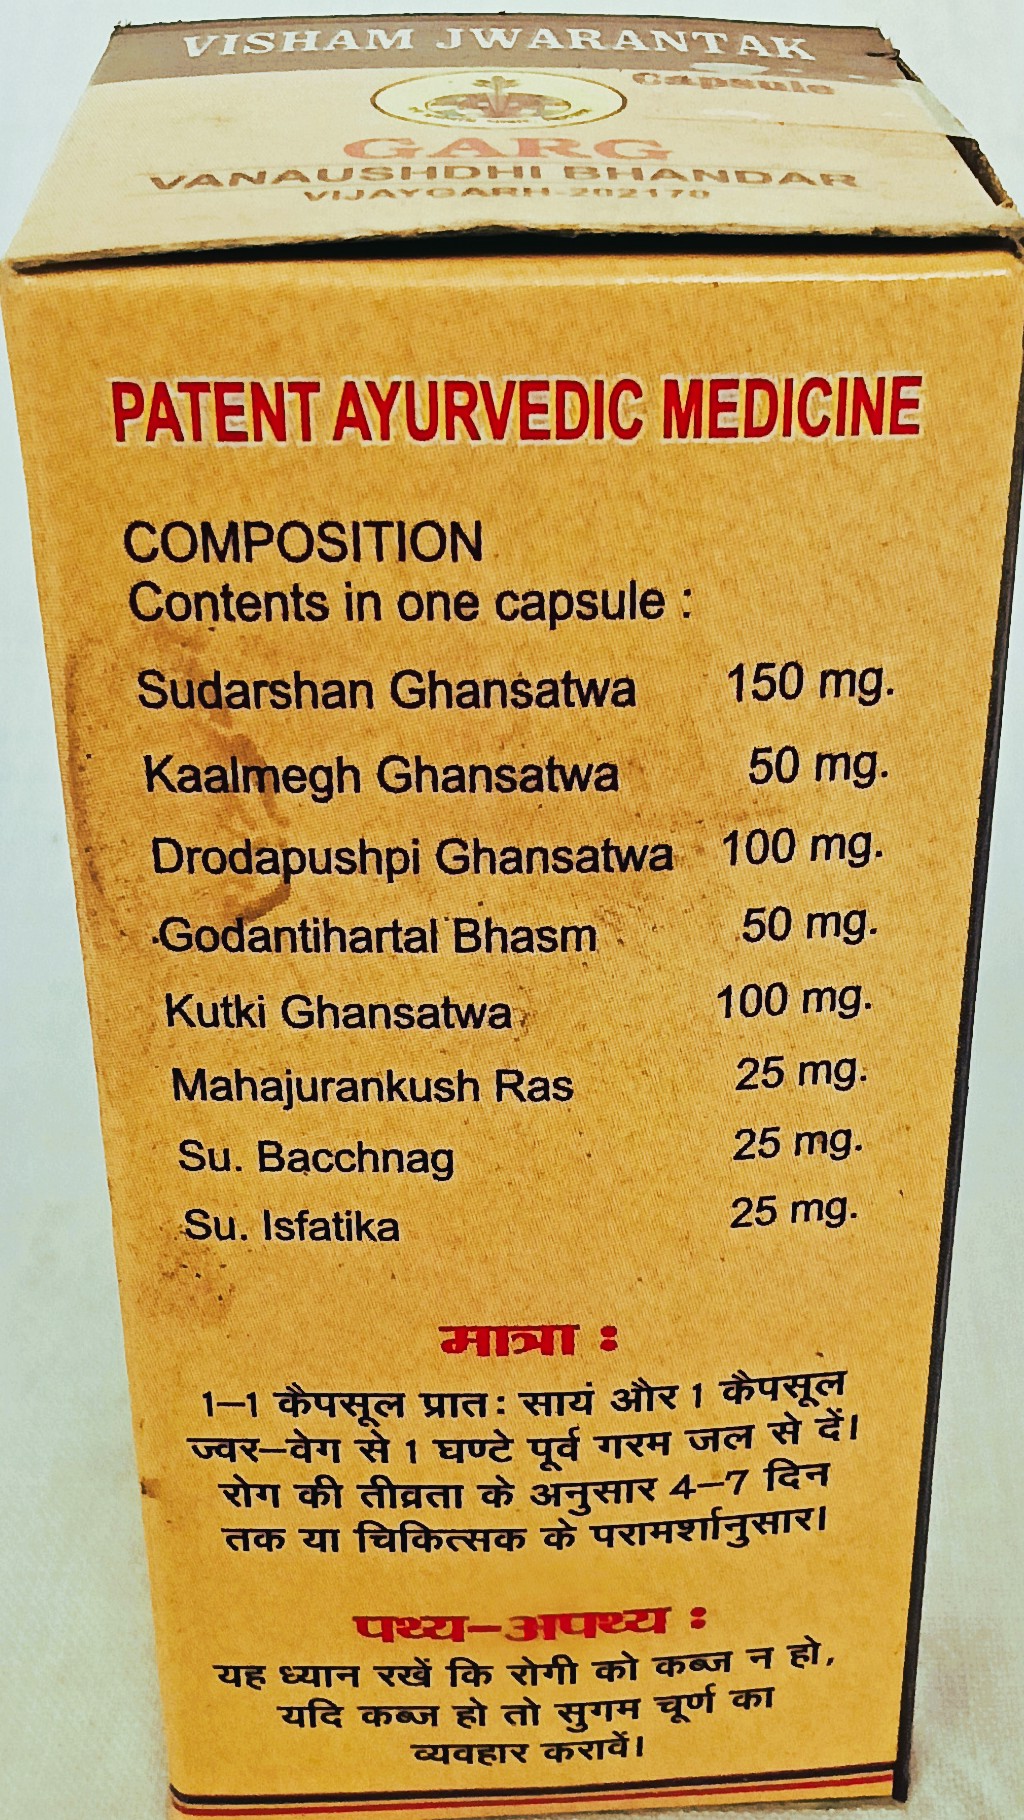 VISHAM JWARANTAK
Capsule
GARG
VANAUSHDHI BHANDAR
VIJAYGARH-202170
PATENT AYURVEDIC MEDICINE
COMPOSITION
Contents in one capsule :
Sudarshan Ghansatwa 150 mg.
Kaalmegh Ghansatwa 50 mg.
Drodapushpi Ghansatwa 100 mg.
Godantihartal Bhasm 50 mg.
Kutki Ghansatwa 100 mg.
Mahajurankush Ras 25 mg.
Su. Bacchnag 25 mg.
Su. Isfatika 25 mg.
मात्रा :
1–1 कैपसूल प्रात: सायं और 1 कैपसूल
ज्वर–वेग से 1 घण्टे पूर्व गरम जल से दें।
रोग की तीव्रता के अनुसार 4–7 दिन
तक या चिकित्सक के परामर्शानुसार।
पथ्य–अपथ्य :
यह ध्यान रखें कि रोगी को कब्ज न हो,
यदि कब्ज हो तो सुगम चूर्ण का
व्यवहार करावें।